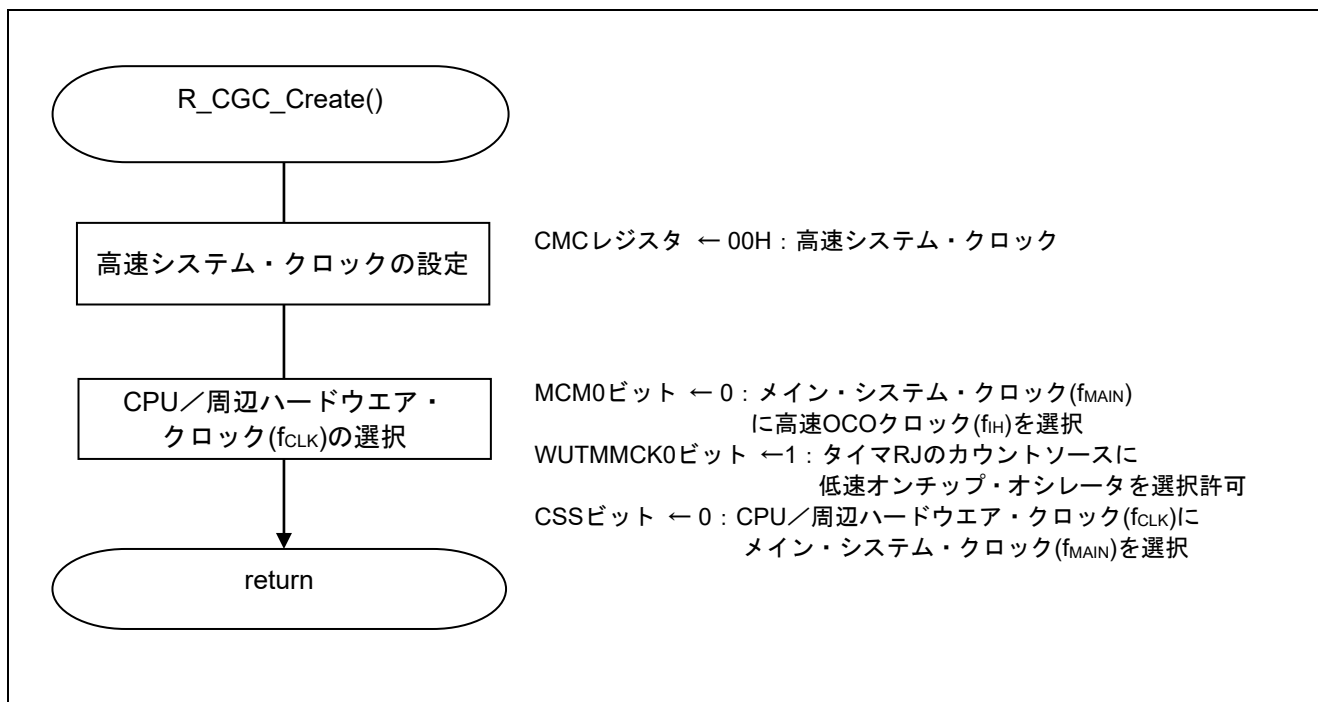 R_CGC_Create()
高速システム・クロックの設定
CMCレジスタ ← 00H：高速システム・クロック
CPU／周辺ハードウエア・
クロック(fCLK)の選択
MCM0ビット ← 0：メイン・システム・クロック(fMAIN)
に高速OCOクロック(fIH)を選択
WUTMMCK0ビット ←1：タイマRJのカウントソースに
低速オンチップ・オシレータを選択許可
CSSビット ← 0：CPU／周辺ハードウエア・クロック(fCLK)に
メイン・システム・クロック(fMAIN)を選択
return